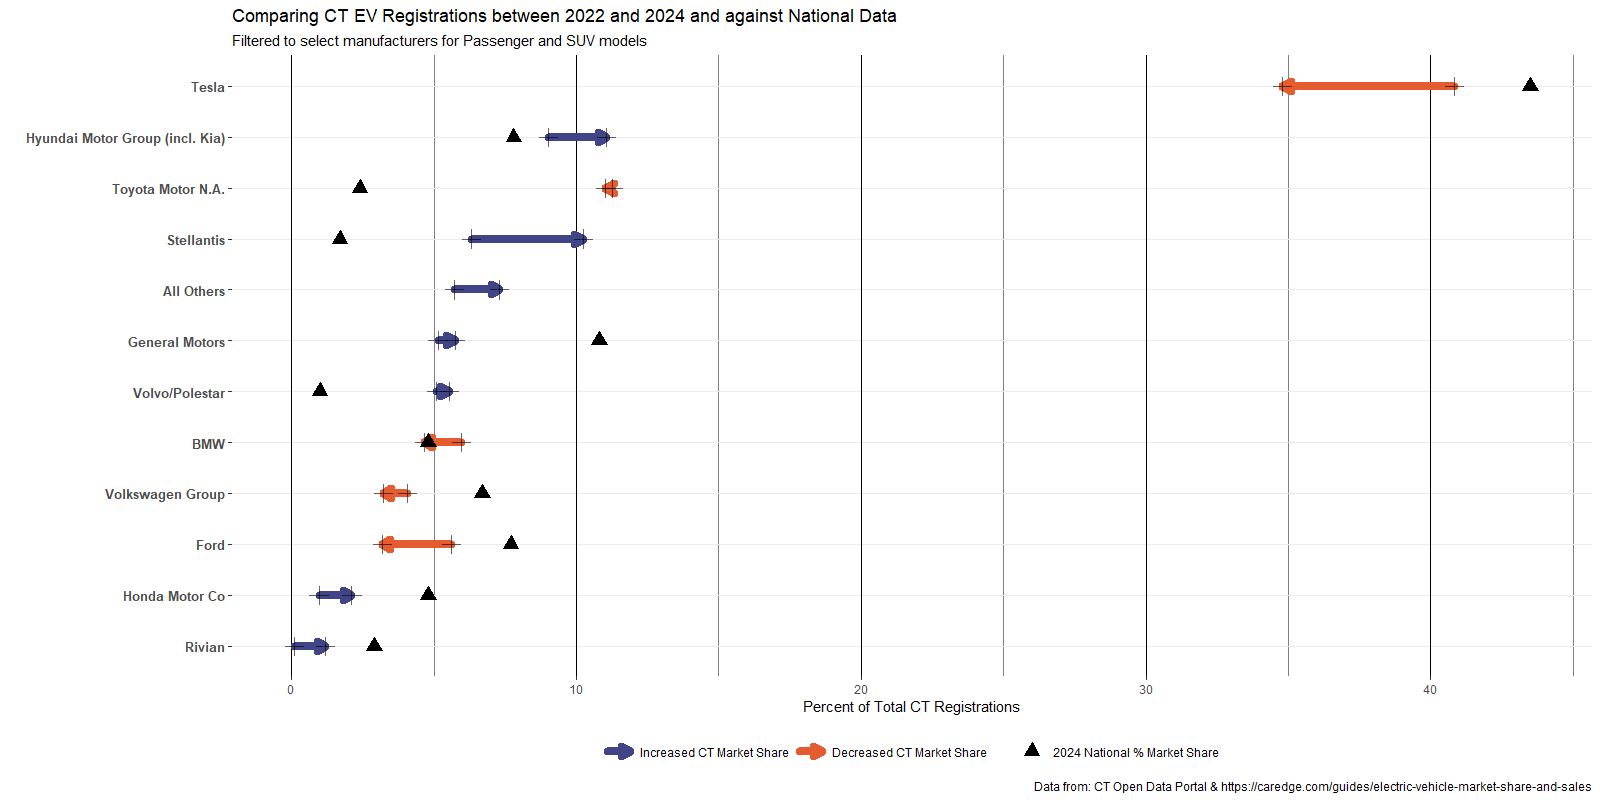 Comparing CT EV Registrations between 2022 and 2024 and against National Data
Filtered to select manufacturers for Passenger and SUV models
Tesla
Hyundai Motor Group (incl. Kia)
Toyota Motor N.A.
Stellantis
All Others
General Motors
Volvo/Polestar
BMW
Volkswagen Group
Ford
Honda Motor Co
Rivian
0 10 20 30 40
Percent of Total CT Registrations
Increased CT Market Share Decreased CT Market Share 2024 National % Market Share
Data from: CT Open Data Portal & https://caredge.com/guides/electric-vehicle-market-share-and-sales